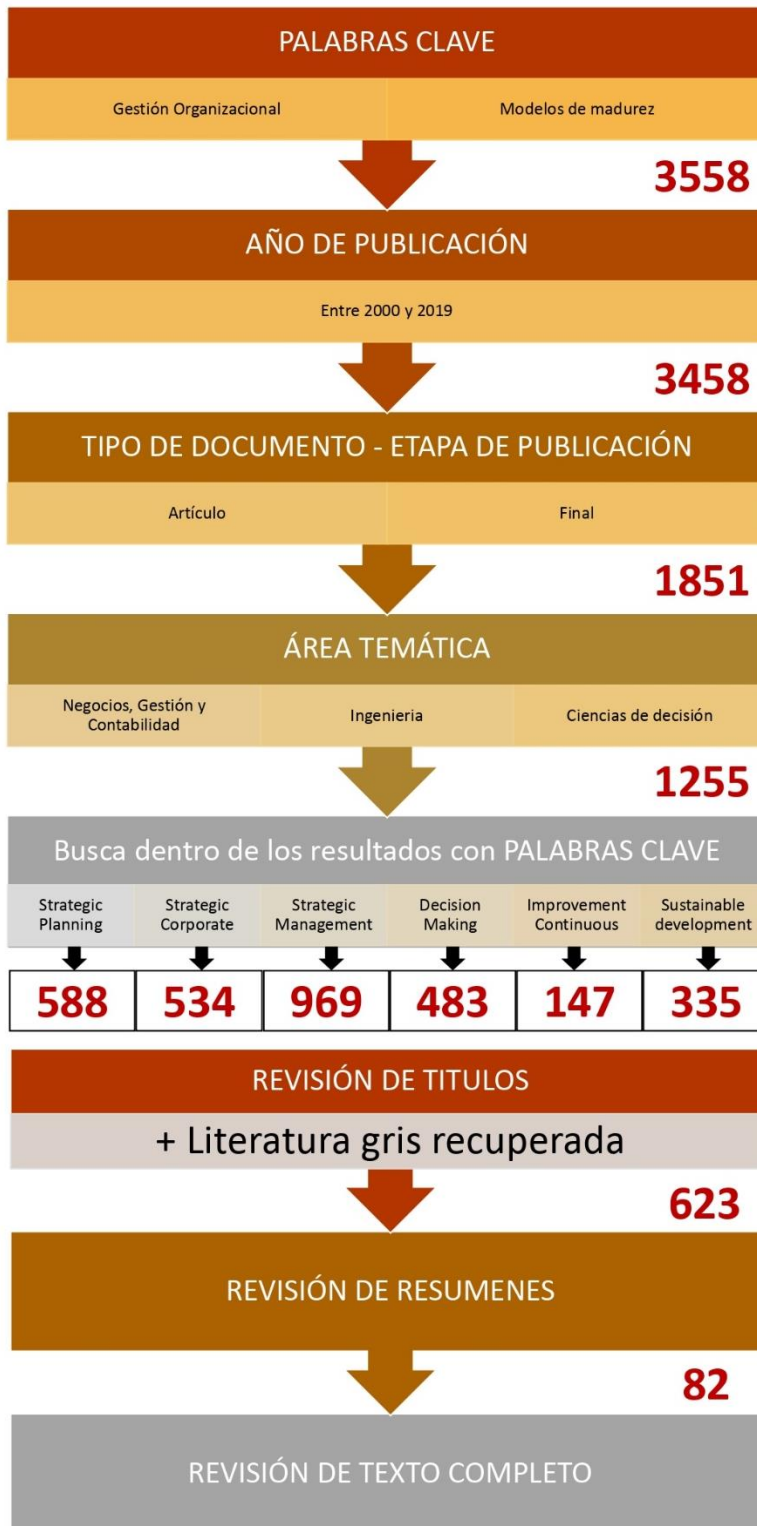 PALABRAS CLAVE
Gestión Organizacional
Modelos de madurez
3558
AÑO DE PUBLICACIÓN
Entre 2000 y 2019
3458
TIPO DE DOCUMENTO - ETAPA DE PUBLICACIÓN
Artículo
Final
1851
ÁREA TEMÁTICA
Negocios, Gestión y
Contabilidad
Ingenieria
Ciencias de decisión
1255
Busca dentro de los resultados con PALABRAS CLAVE
Strategic
Planning
Strategic
Corporate
Strategic
Management
Decision
Making
Improvement
Continuous
Sustainable
development
588
534
969
483
147
335
REVISIÓN DE TITULOS
+ Literatura gris recuperada
623
REVISIÓN DE RESUMENES
82
REVISIÓN DE TEXTO COMPLETO